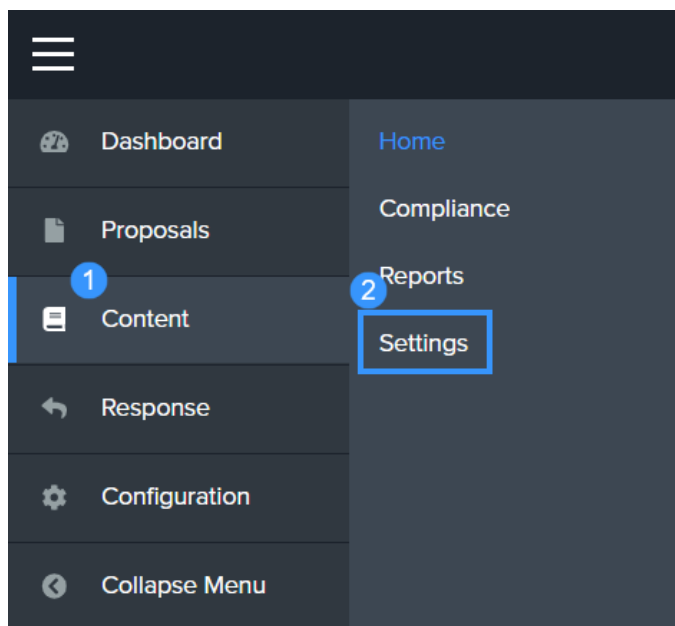 Dashboard
Proposals
1
Content
Response
Configuration
Collapse Menu
Home
Compliance
Reports
2
Settings